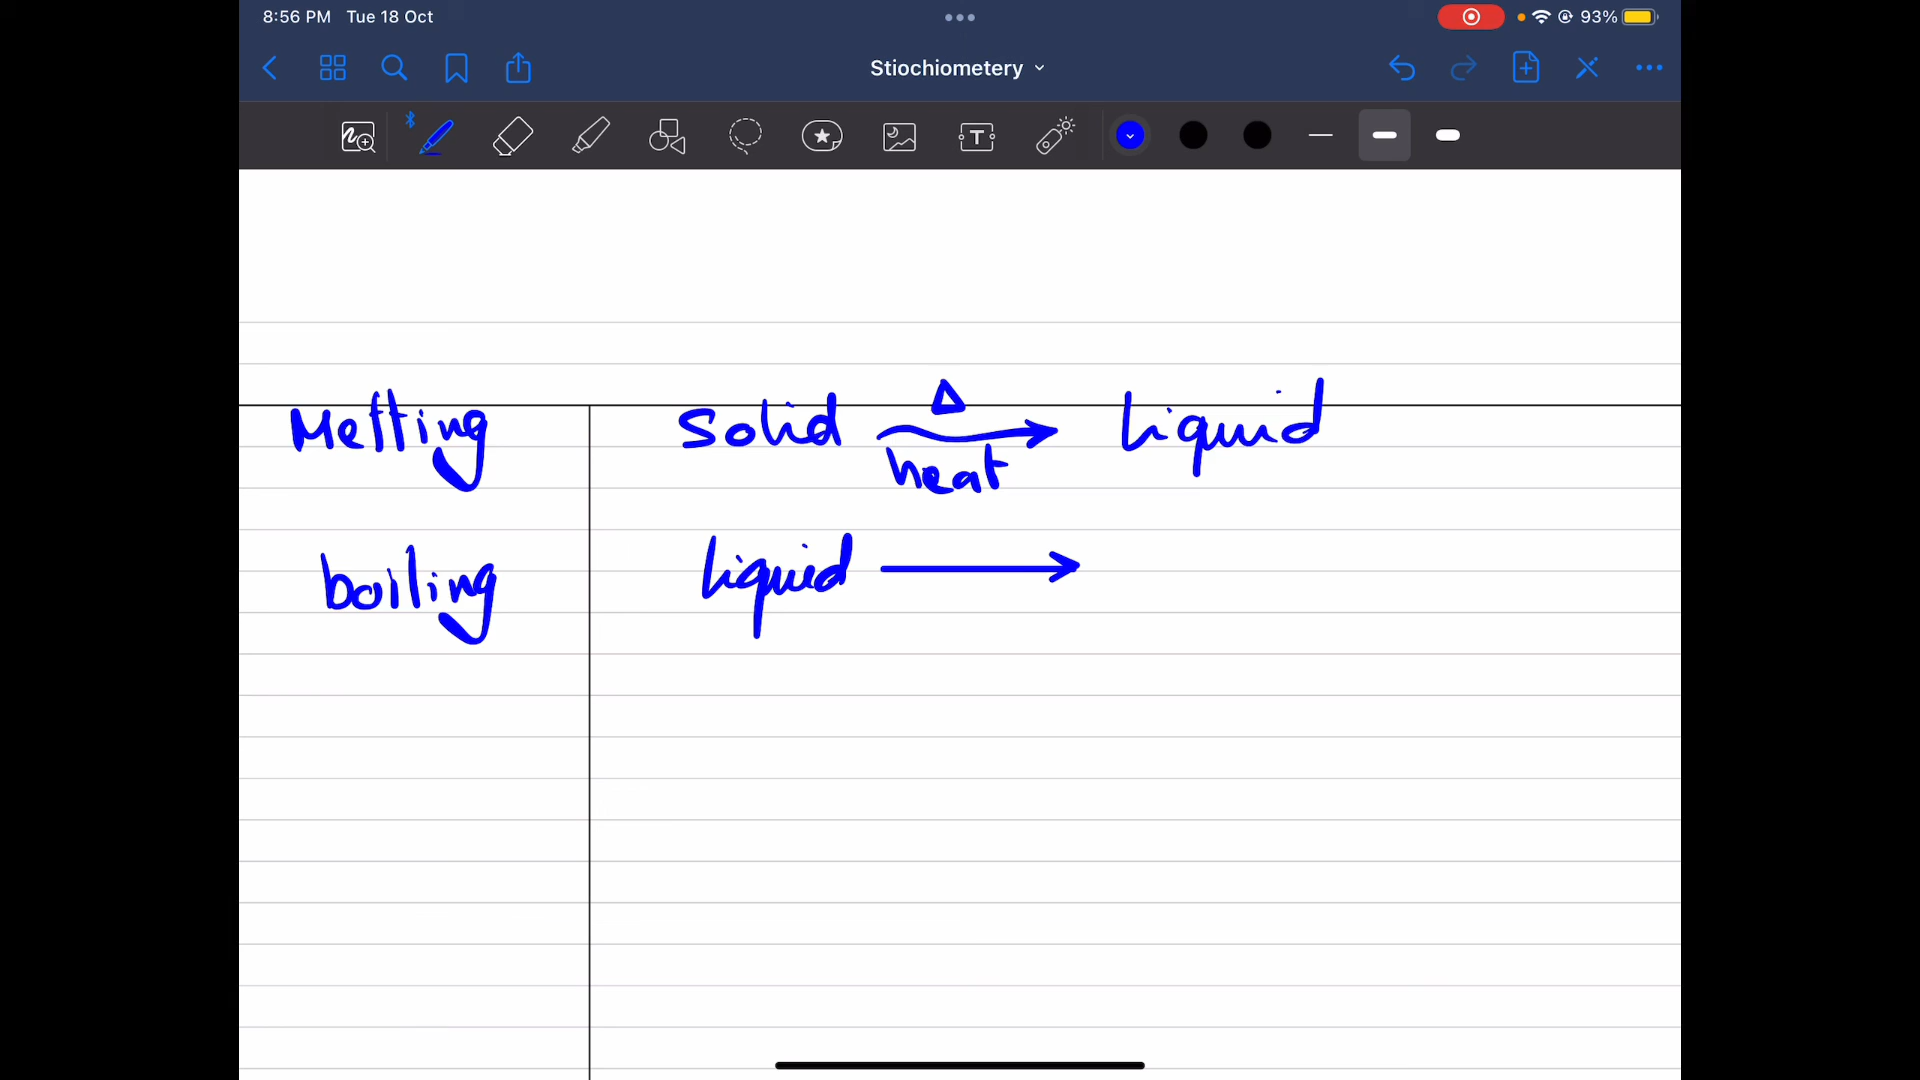 8:56 PM Tue 18 Oct 93%
Stiochiometery
T
Melting solid Δ heat liquid
boiling liquid